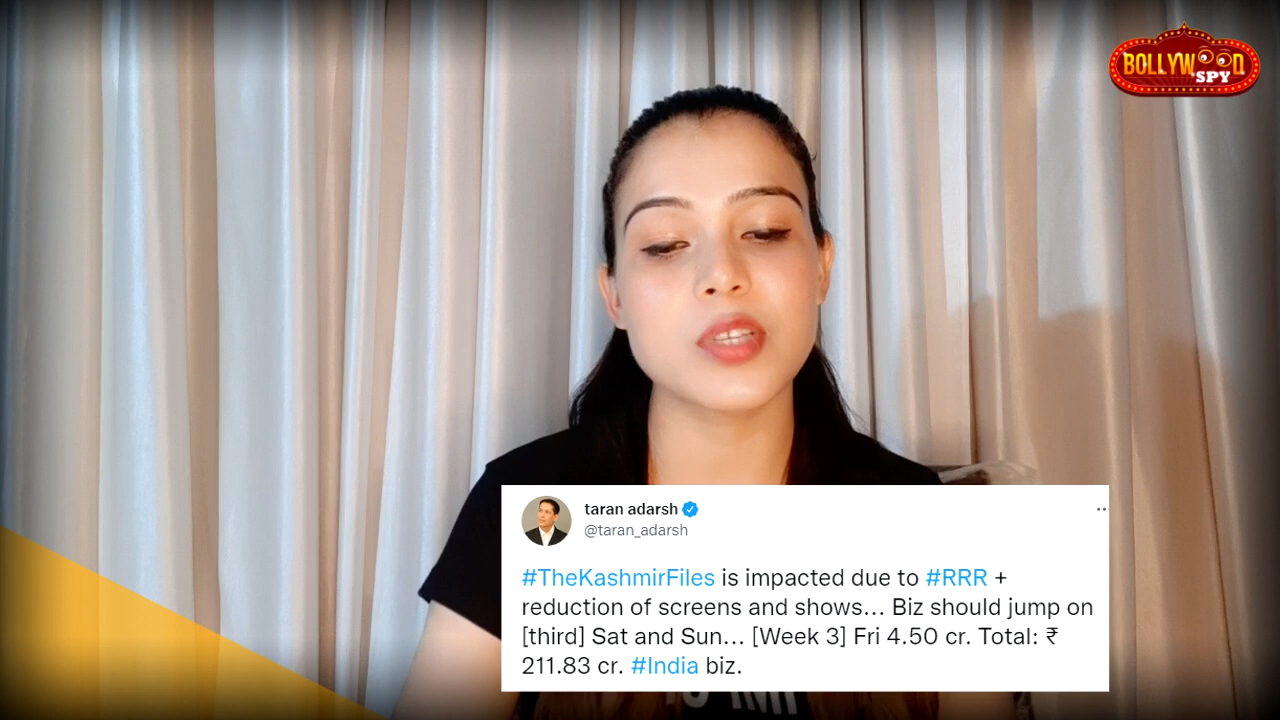 BOLLYWOOD
SPY
taran adarsh
@taran_adarsh
#TheKashmirFiles is impacted due to #RRR +
reduction of screens and shows... Biz should jump on
[third] Sat and Sun... [Week 3] Fri 4.50 cr. Total: ₹
211.83 cr. #India biz.